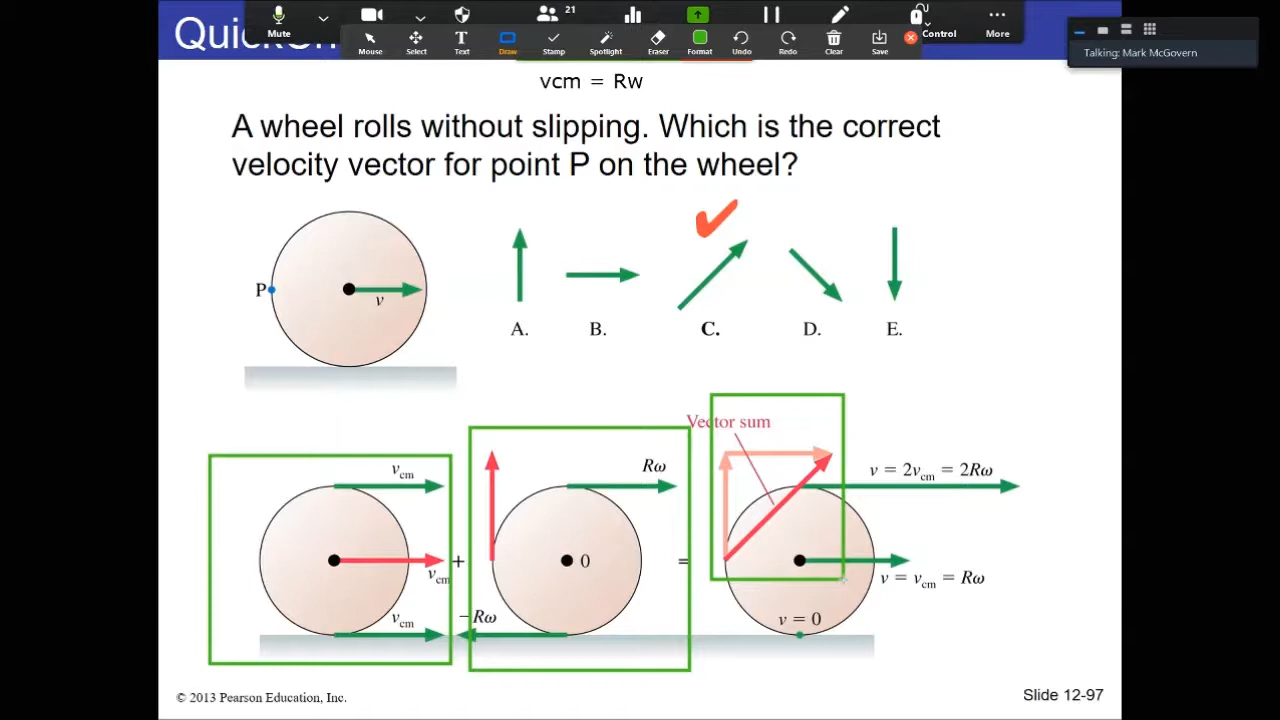 21
Mute
Control
More
Mouse
Select
Text
Draw
Stamp
Spotlight
Eraser
Format
Undo
Redo
Clear
Save
Talking: Mark McGovern
vcm = Rw
A wheel rolls without slipping. Which is the correct
velocity vector for point P on the wheel?
P
v
A.
B.
C.
D.
E.
Vector sum
vcm
Rω
v = 2vcm = 2Rω
+
0
=
vcm
v = vcm = Rω
vcm
−Rω
v = 0
© 2013 Pearson Education, Inc.
Slide 12-97